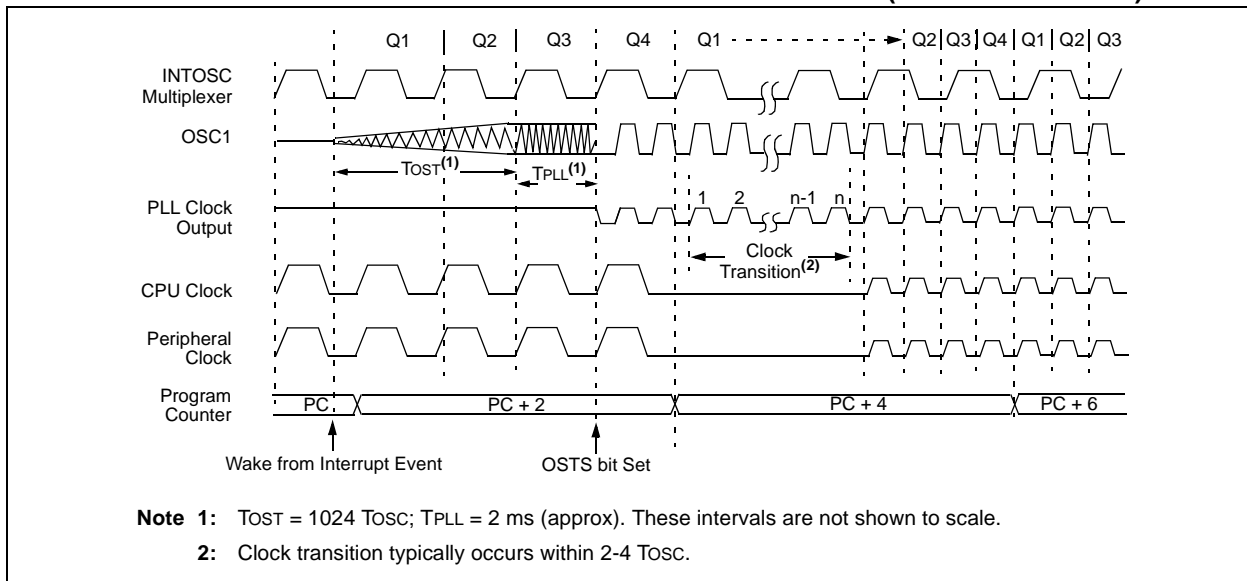 Q1 Q2 Q3 Q4 Q1 Q2 Q3 Q4 Q1 Q2 Q3
INTOSC
Multiplexer
OSC1
TOST(1) TPLL(1)
PLL Clock
Output
1 2 n-1 n
Clock
Transition(2)
CPU Clock
Peripheral
Clock
Program
Counter
PC PC + 2 PC + 4 PC + 6
Wake from Interrupt Event OSTS bit Set
Note 1: TOST = 1024 TOSC; TPLL = 2 ms (approx). These intervals are not shown to scale.
2: Clock transition typically occurs within 2-4 TOSC.